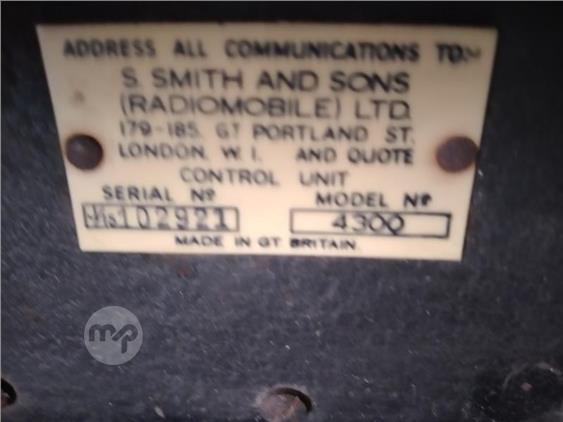 ADDRESS ALL COMMUNICATIONS TO:-
S. SMITH AND SONS
(RADIOMOBILE) LTD.
179-185, GT PORTLAND ST.
LONDON. W. 1. AND QUOTE
CONTROL UNIT
SERIAL Nº MODEL Nº
102921 4300
MADE IN GT BRITAIN.
mp